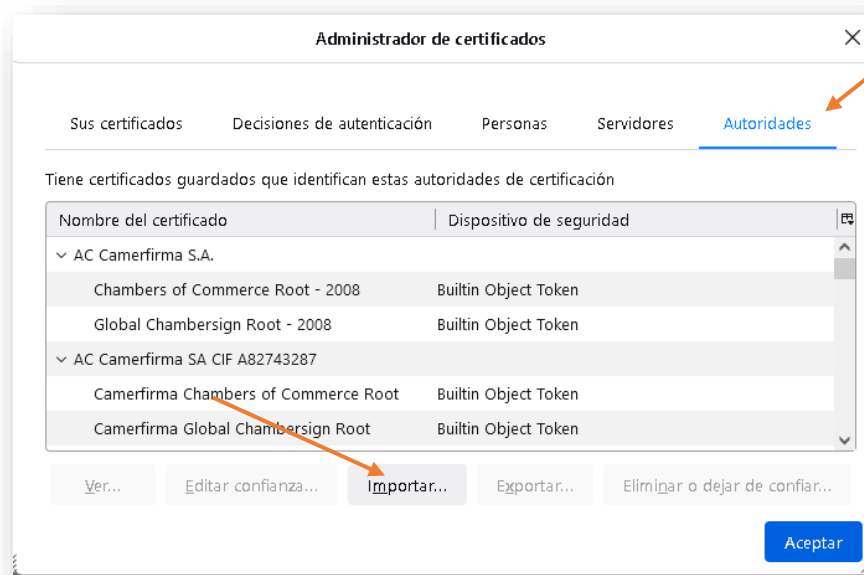 Administrador de certificados
Sus certificados Decisiones de autenticación Personas Servidores Autoridades
Tiene certificados guardados que identifican estas autoridades de certificación
Nombre del certificado Dispositivo de seguridad
AC Camerfirma S.A.
Chambers of Commerce Root - 2008 Builtin Object Token
Global Chambersign Root - 2008 Builtin Object Token
AC Camerfirma SA CIF A82743287
Camerfirma Chambers of Commerce Root Builtin Object Token
Camerfirma Global Chambersign Root Builtin Object Token
Ver... Editar confianza... Importar... Exportar... Eliminar o dejar de confiar...
Aceptar